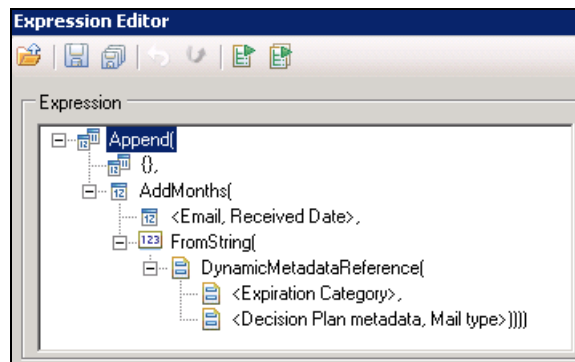 Expression Editor
Expression
Append(
{},
AddMonths(
<Email, Received Date>,
FromString(
DynamicMetadataReference(
<Expiration Category>,
<Decision Plan metadata, Mail type>))))